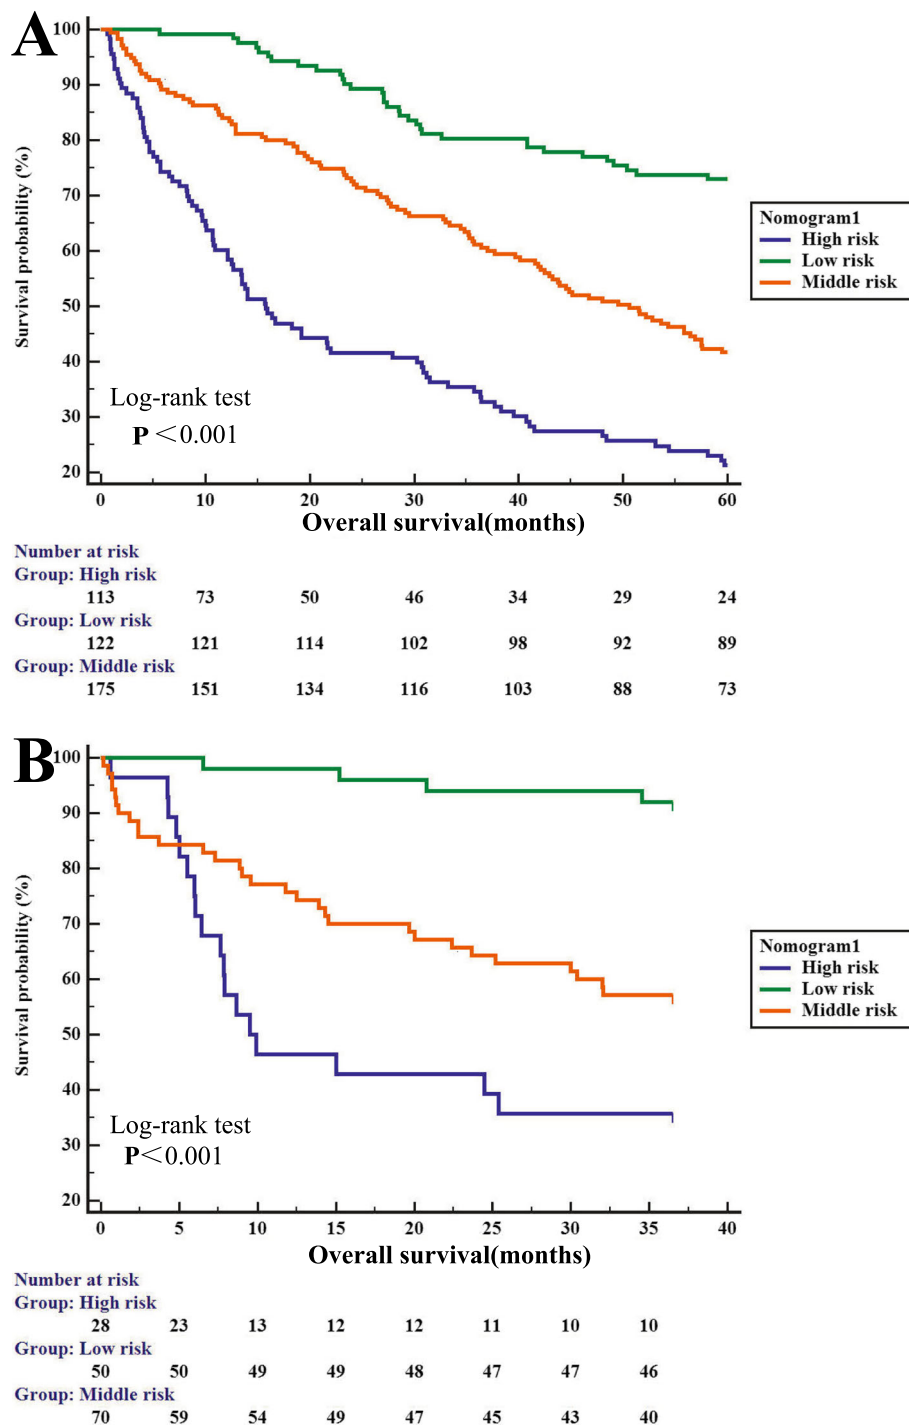 A
100
90
80
70
60
50
40
30
20
Survival probability (%)
Nomogram1
High risk
Low risk
Middle risk
Log-rank test
P <0.001
0 10 20 30 40 50 60
Overall survival(months)
Number at risk
Group: High risk
113 73 50 46 34 29 24
Group: Low risk
122 121 114 102 98 92 89
Group: Middle risk
175 151 134 116 103 88 73
B
100
90
80
70
60
50
40
30
20
Survival probability (%)
Nomogram1
High risk
Low risk
Middle risk
Log-rank test
P<0.001
0 5 10 15 20 25 30 35 40
Overall survival(months)
Number at risk
Group: High risk
28 23 13 12 12 11 10 10
Group: Low risk
50 50 49 49 48 47 47 46
Group: Middle risk
70 59 54 49 47 45 43 40